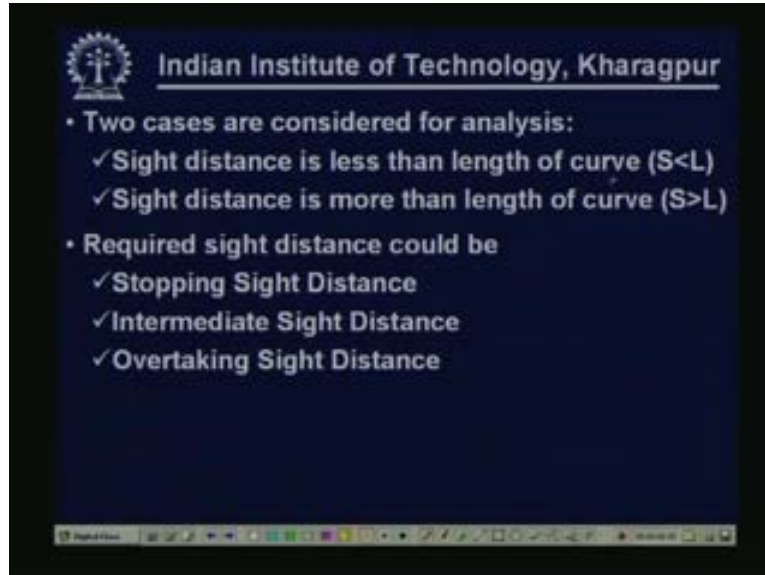 Indian Institute of Technology, Kharagpur
• Two cases are considered for analysis:
✓Sight distance is less than length of curve (S<L)
✓Sight distance is more than length of curve (S>L)
• Required sight distance could be
✓Stopping Sight Distance
✓Intermediate Sight Distance
✓Overtaking Sight Distance